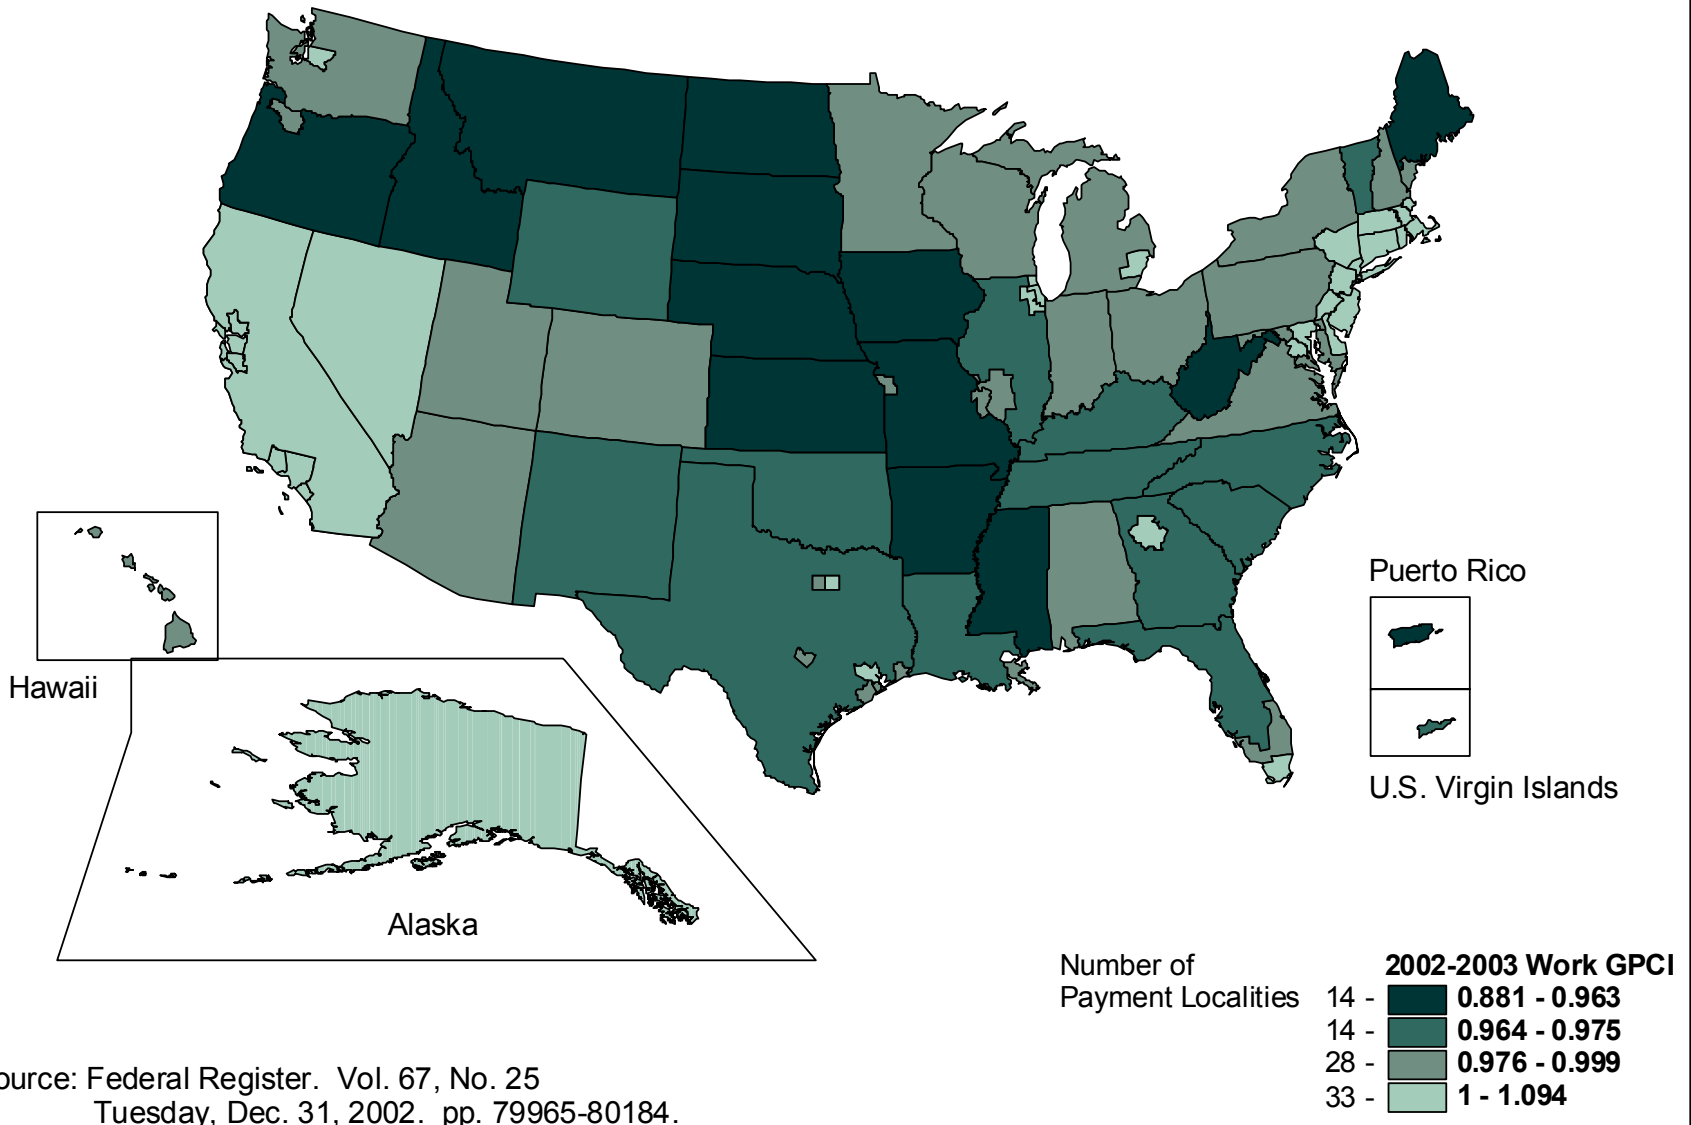 Puerto Rico
Hawaii
U.S. Virgin Islands
Alaska
Number of
Payment Localities
2002-2003 Work GPCI
14 - 0.881 - 0.963
14 - 0.964 - 0.975
28 - 0.976 - 0.999
33 - 1 - 1.094
ource: Federal Register. Vol. 67, No. 25
Tuesday, Dec. 31, 2002. pp. 79965-80184.